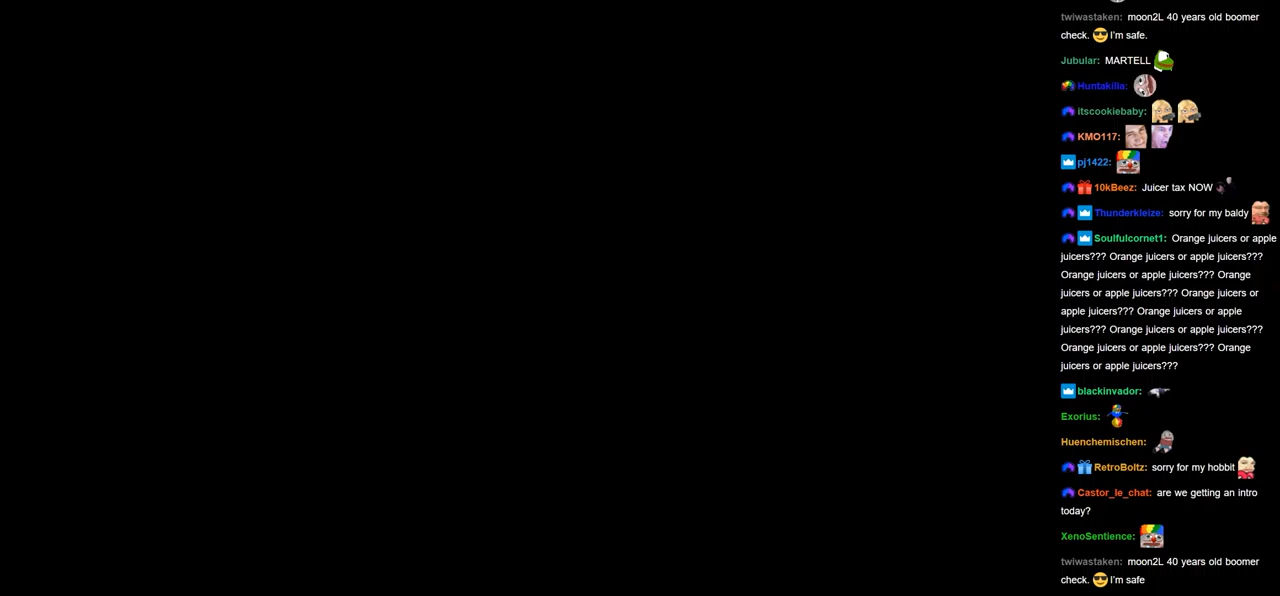 twiwastaken: moon2L 40 years old boomer
check. 😎 I'm safe.
Jubular: MARTELL
Huntakilla:
itscookiebaby:
KMO117:
pj1422:
10kBeez: Juicer tax NOW
Thunderkleize: sorry for my baldy
Soulfulcornet1: Orange juicers or apple
juicers??? Orange juicers or apple juicers???
Orange juicers or apple juicers??? Orange
juicers or apple juicers??? Orange juicers or
apple juicers??? Orange juicers or apple
juicers??? Orange juicers or apple juicers???
Orange juicers or apple juicers??? Orange
juicers or apple juicers???
blackinvador:
Exorius:
Huenchemischen:
RetroBoltz: sorry for my hobbit
Castor_le_chat: are we getting an intro
today?
XenoSentience:
twiwastaken: moon2L 40 years old boomer
check. 😎 I'm safe